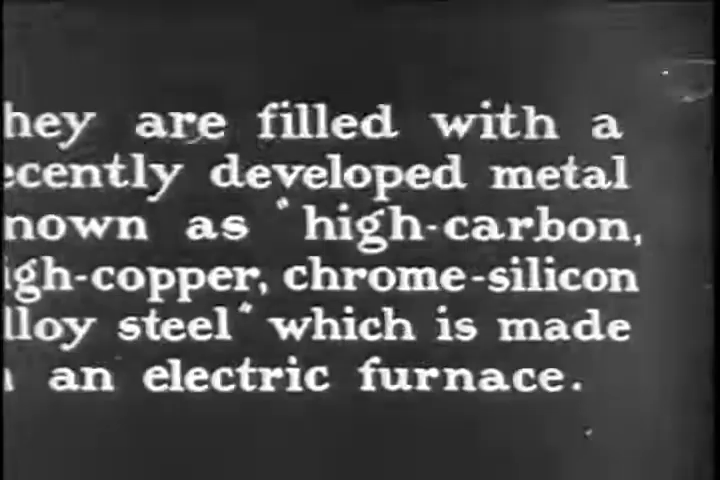 hey are filled with a
ecently developed metal
nown as "high-carbon,
igh-copper, chrome-silicon
lloy steel" which is made
an electric furnace.